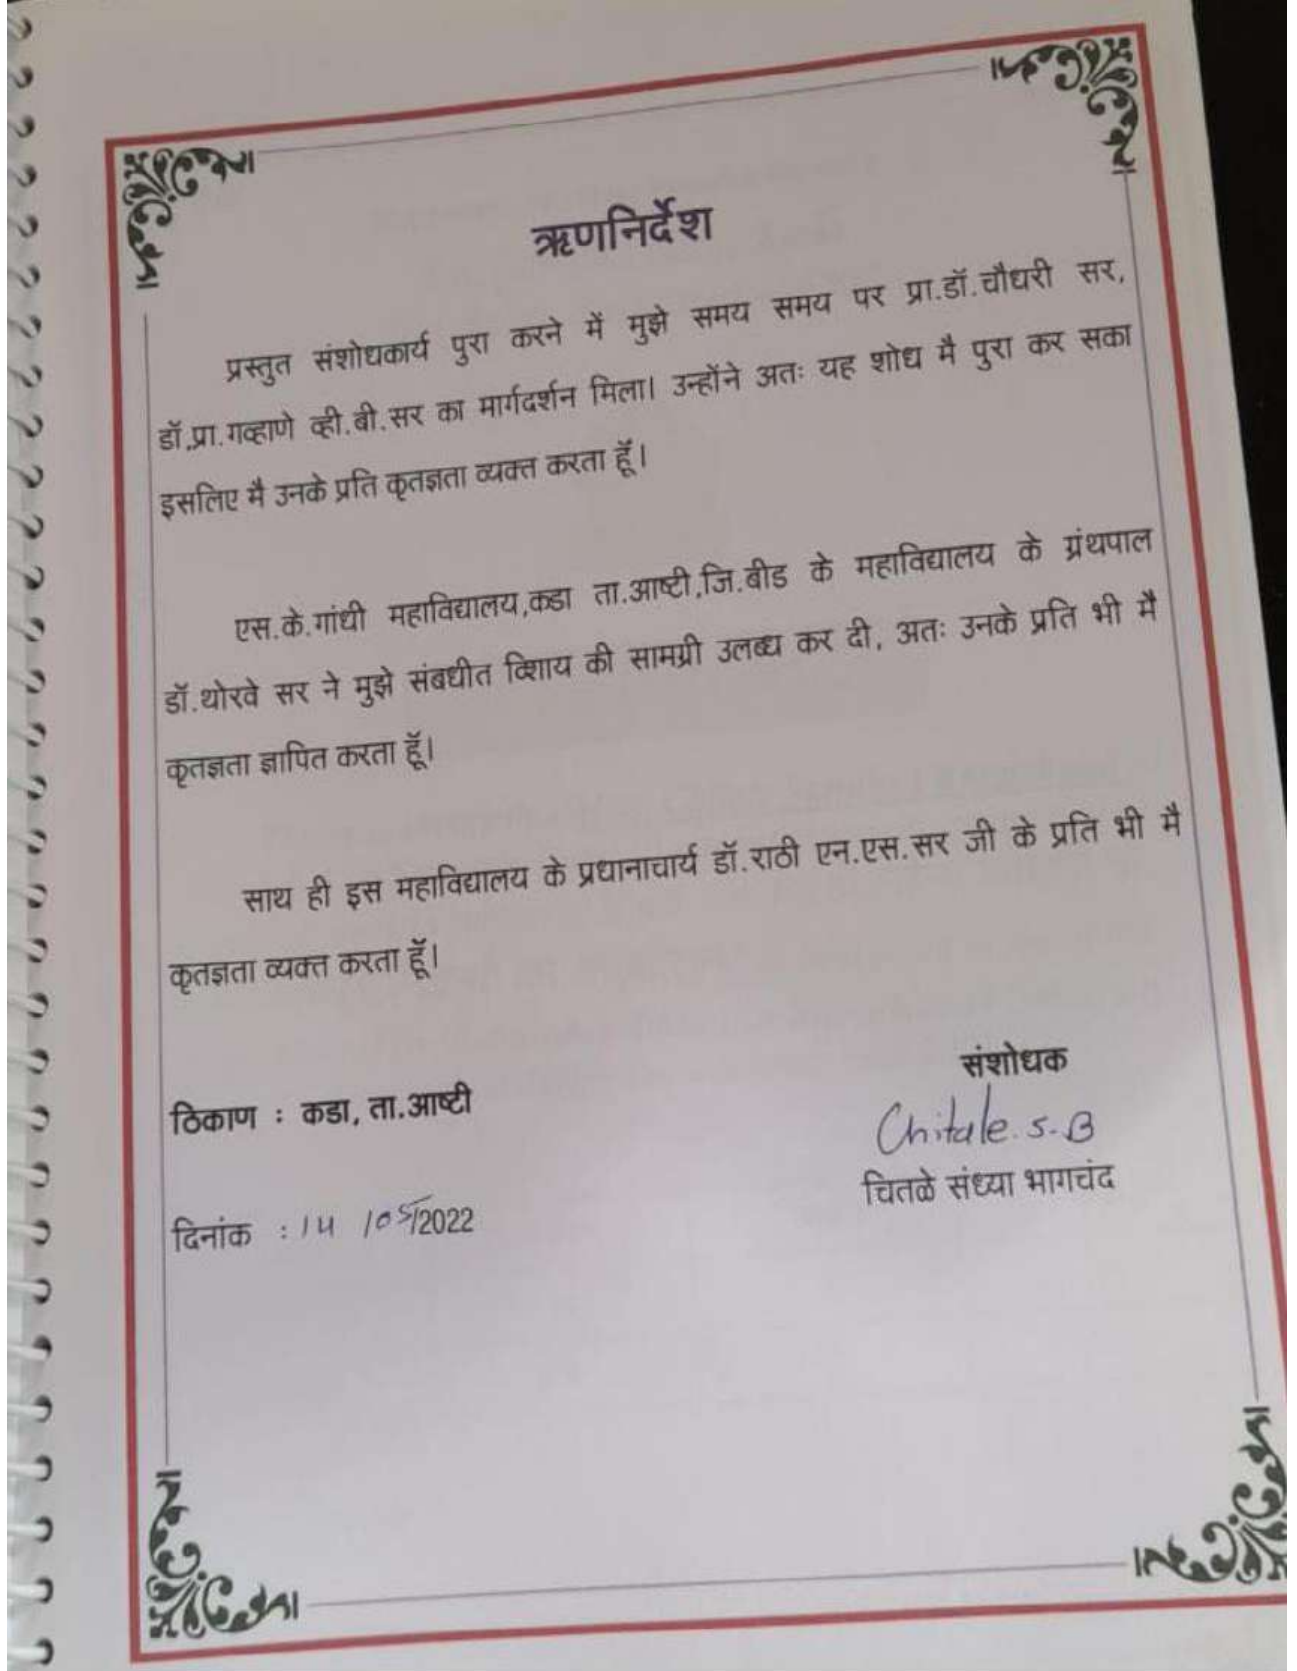 ऋणनिर्देश
प्रस्तुत संशोधकार्य पुरा करने में मुझे समय समय पर प्रा.डॉ.चौधरी सर,
डॉ.प्रा.गव्हाणे व्ही.बी.सर का मार्गदर्शन मिला। उन्होंने अतः यह शोध मै पुरा कर सका
इसलिए मै उनके प्रति कृतज्ञता व्यक्त करता हूँ।
एस.के.गांधी महाविद्यालय,कडा ता.आष्टी,जि.बीड के महाविद्यालय के ग्रंथपाल
डॉ.थोरवे सर ने मुझे संबधीत विशाय की सामग्री उलब्ध कर दी, अतः उनके प्रति भी मै
कृतज्ञता ज्ञापित करता हूँ।
साथ ही इस महाविद्यालय के प्रधानाचार्य डॉ.राठी एन.एस.सर जी के प्रति भी मै
कृतज्ञता व्यक्त करता हूँ।
संशोधक
ठिकाण : कडा, ता.आष्टी
Chitale. S. B
चितळे संध्या भागचंद
दिनांक : 14 /05/2022